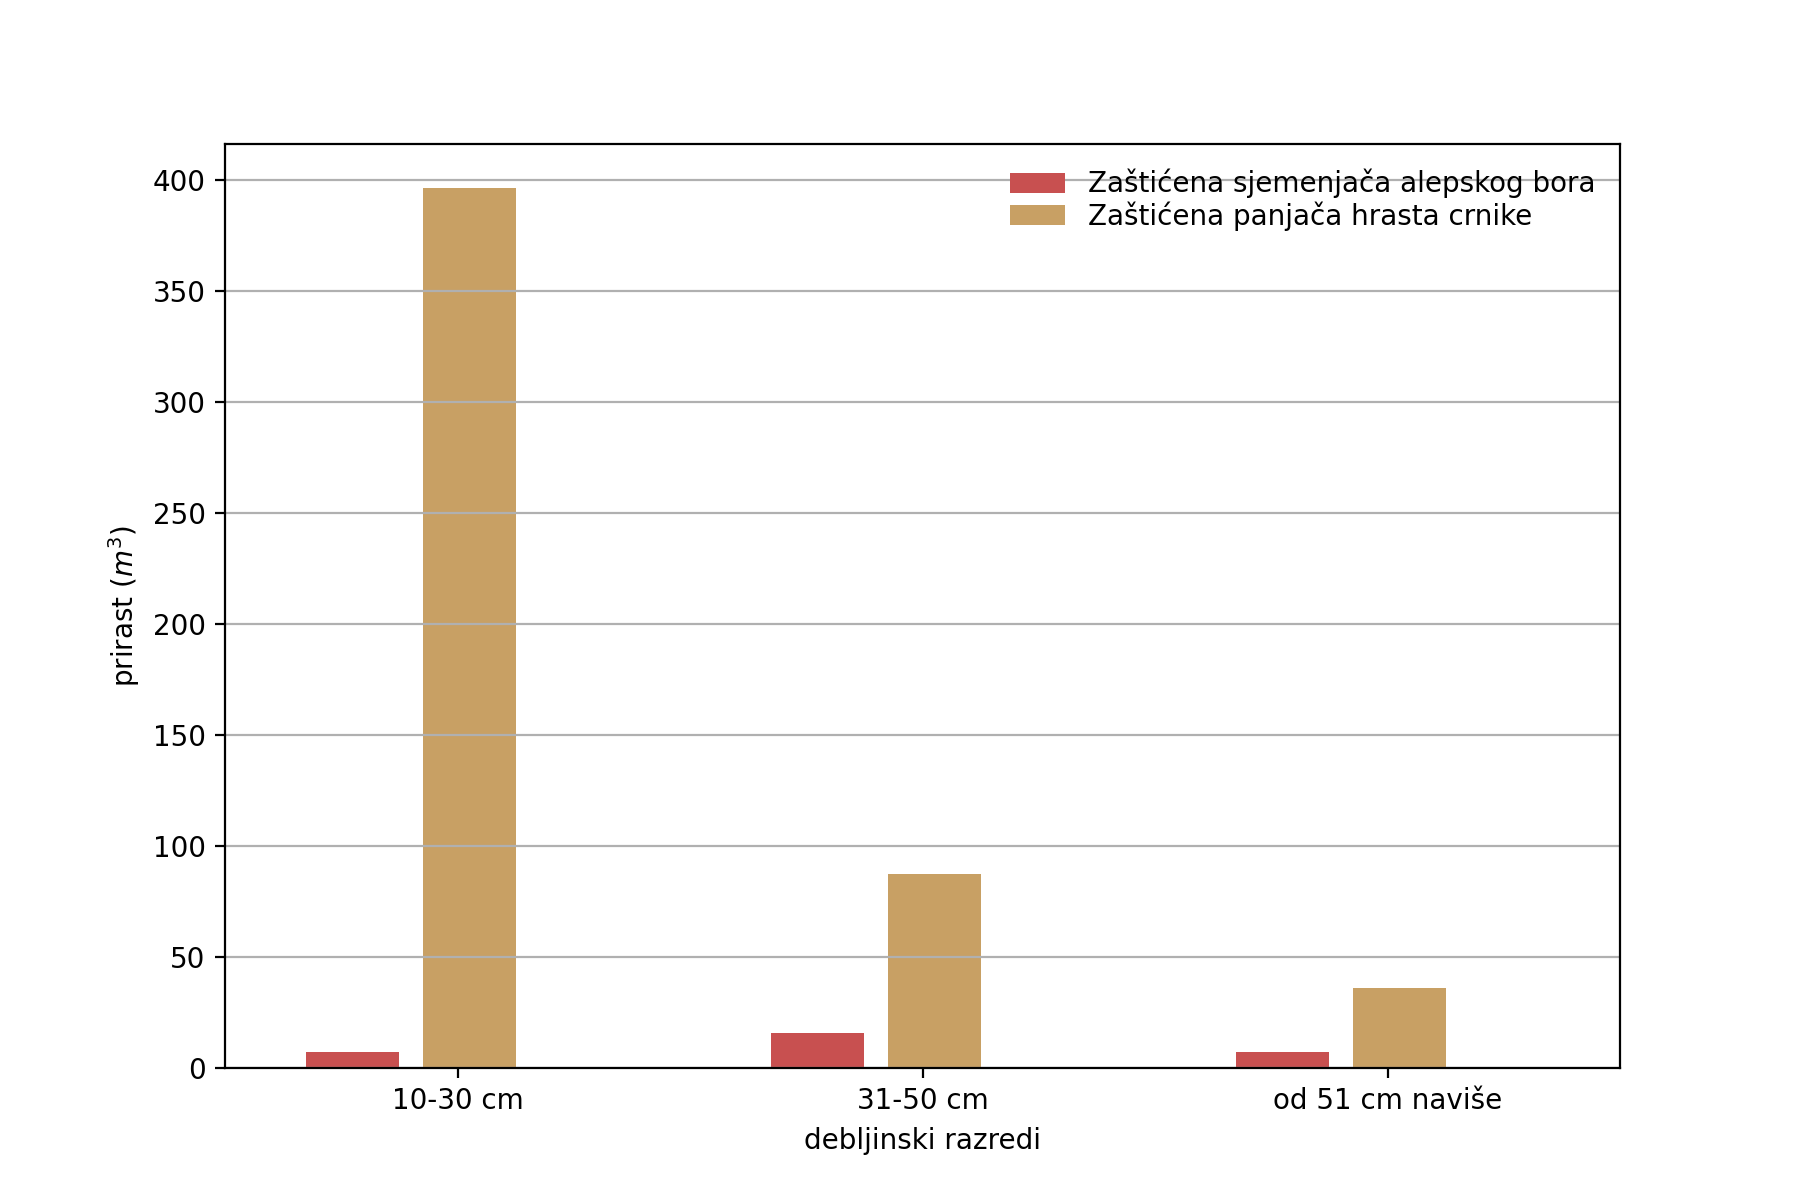 Zaštićena sjemenjača alepskog bora
Zaštićena panjača hrasta crnike
400
350
300
250
200
150
100
50
0
prirast (m³)
10-30 cm
31-50 cm
od 51 cm naviše
debljinski razredi